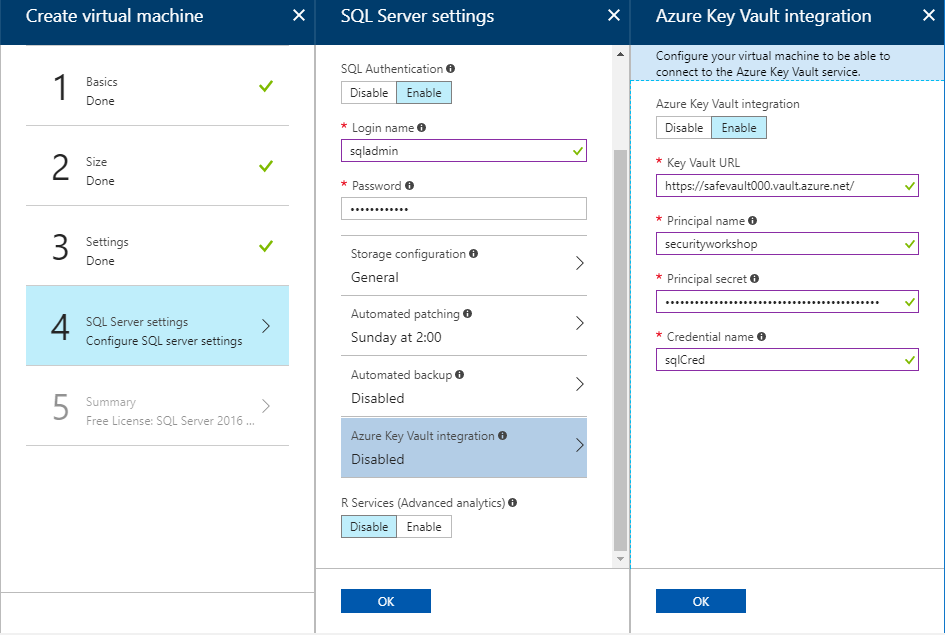 Create virtual machine
1
Basics
Done
2
Size
Done
3
Settings
Done
4
SQL Server settings
Configure SQL server settings
5
Summary
Free License: SQL Server 2016 ...
SQL Server settings
SQL Authentication
Disable Enable
* Login name
sqladmin
* Password
••••••••••••
Storage configuration
General
Automated patching
Sunday at 2:00
Automated backup
Disabled
Azure Key Vault integration
Disabled
R Services (Advanced analytics)
Disable Enable
OK
Azure Key Vault integration
Configure your virtual machine to be able to
connect to the Azure Key Vault service.
Azure Key Vault integration
Disable Enable
* Key Vault URL
https://safevault000.vault.azure.net/
* Principal name
securityworkshop
* Principal secret
••••••••••••••••••••••••••••••••••••••••••••
* Credential name
sqlCred
OK